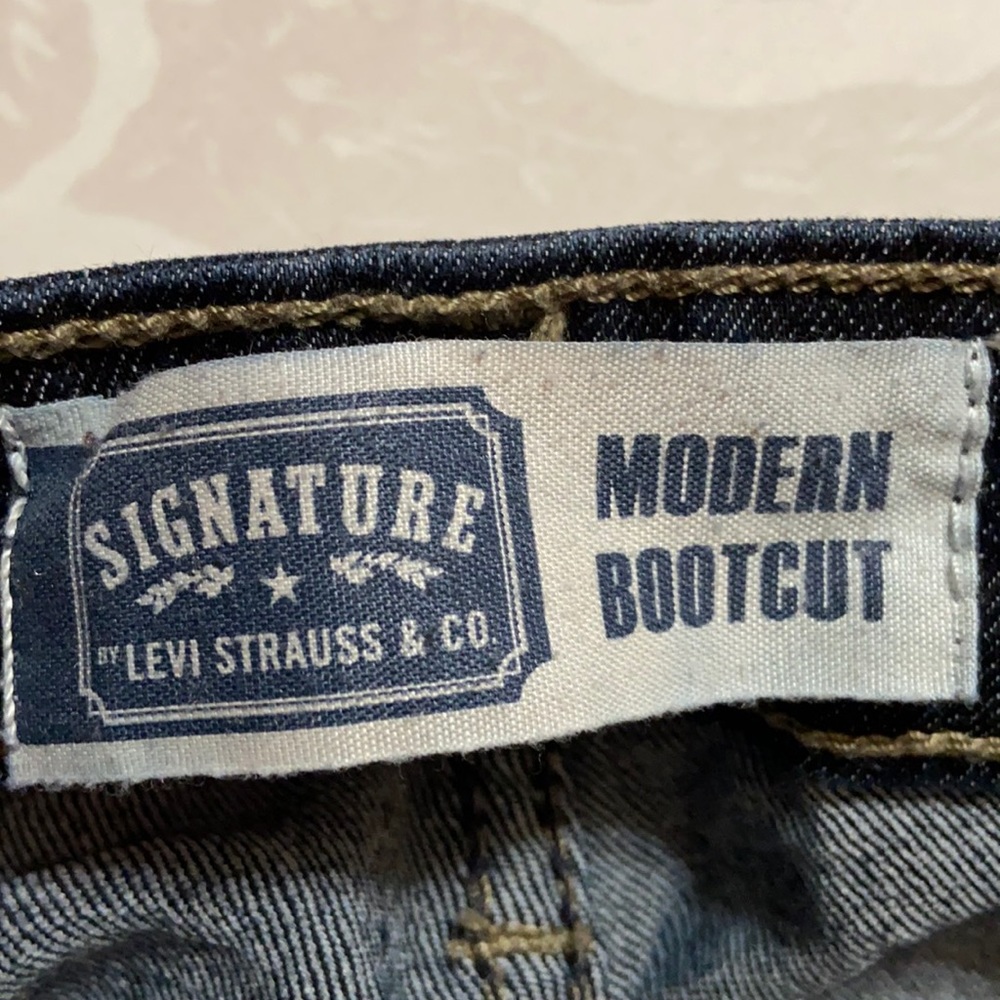 SIGNATURE
BY LEVI STRAUSS & CO.
MODERN
BOOTCUT